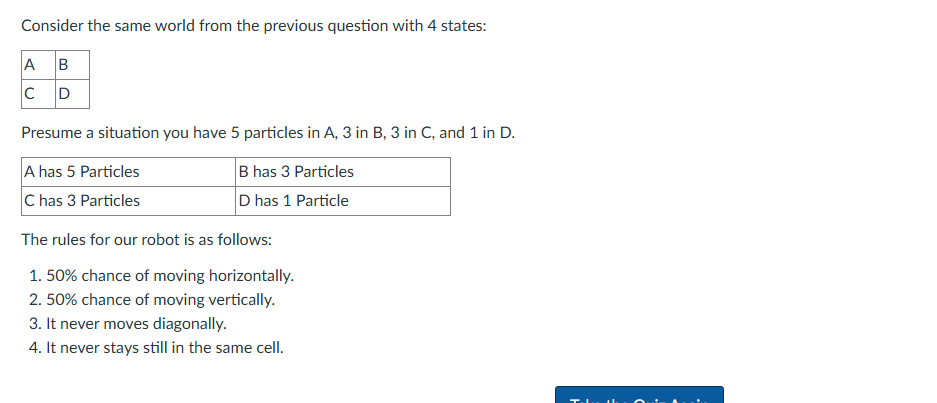 Consider the same world from the previous question with 4 states:
A B
C D
Presume a situation you have 5 particles in A, 3 in B, 3 in C, and 1 in D.
A has 5 Particles B has 3 Particles
C has 3 Particles D has 1 Particle
The rules for our robot is as follows:
1. 50% chance of moving horizontally.
2. 50% chance of moving vertically.
3. It never moves diagonally.
4. It never stays still in the same cell.